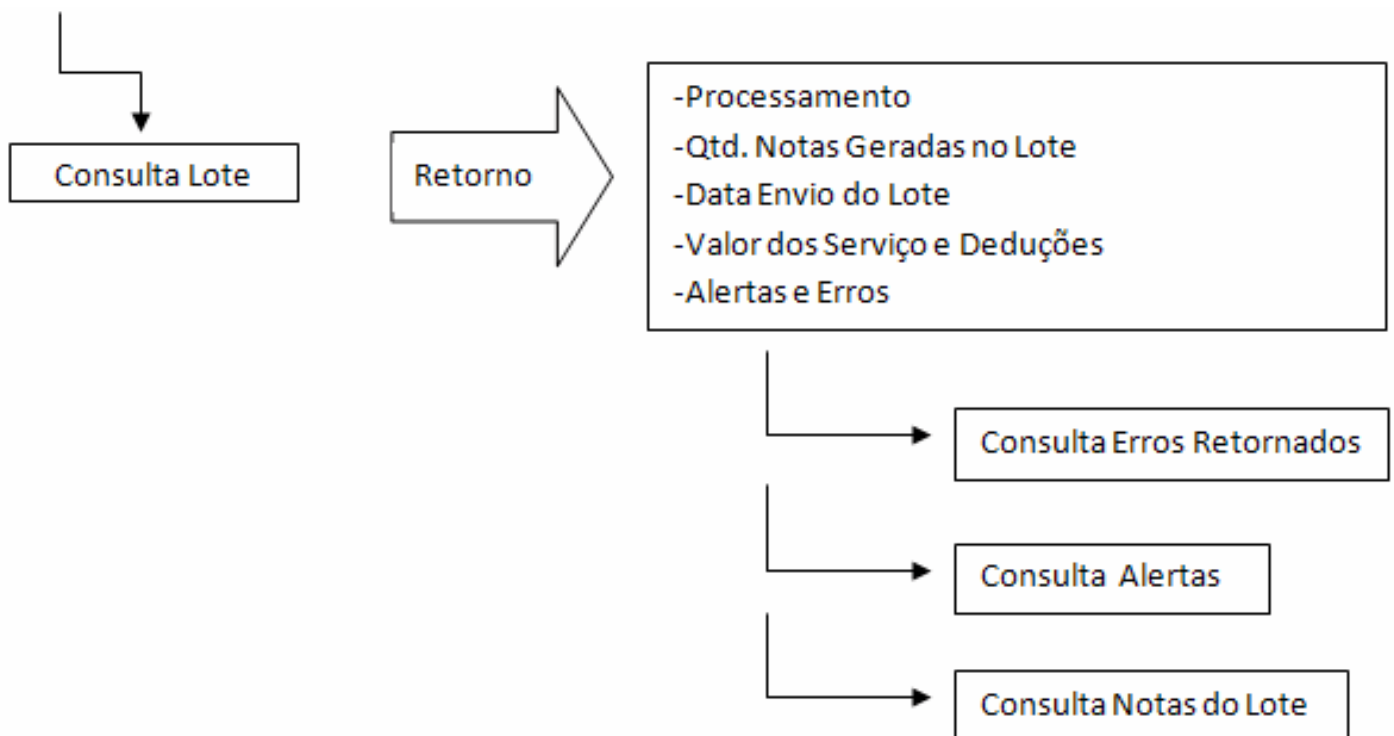 Consulta Lote
Retorno
-Processamento
-Qtd. Notas Geradas no Lote
-Data Envio do Lote
-Valor dos Serviço e Deduções
-Alertas e Erros
Consulta Erros Retornados
Consulta Alertas
Consulta Notas do Lote